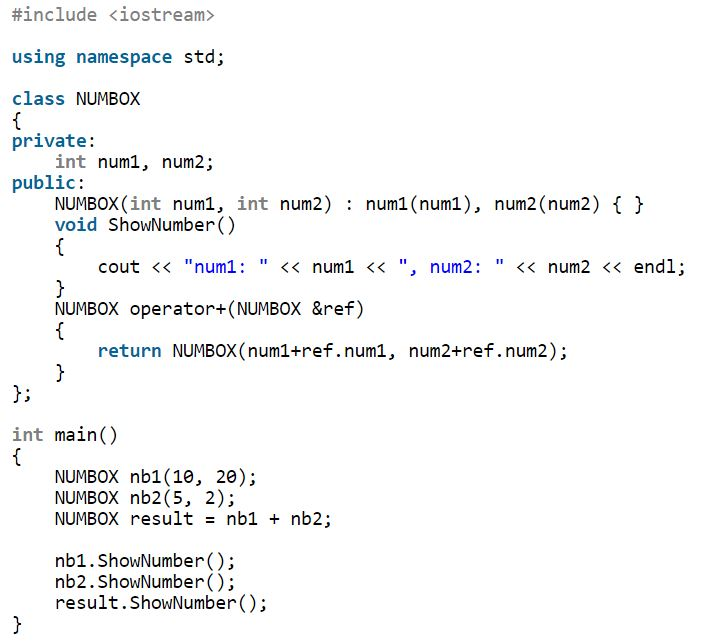 #include <iostream>
using namespace std;
class NUMBOX
{
private:
    int num1, num2;
public:
    NUMBOX(int num1, int num2) : num1(num1), num2(num2) { }
    void ShowNumber()
    {
        cout << "num1: " << num1 << ", num2: " << num2 << endl;
    }
    NUMBOX operator+(NUMBOX &ref)
    {
        return NUMBOX(num1+ref.num1, num2+ref.num2);
    }
};
int main()
{
    NUMBOX nb1(10, 20);
    NUMBOX nb2(5, 2);
    NUMBOX result = nb1 + nb2;
    nb1.ShowNumber();
    nb2.ShowNumber();
    result.ShowNumber();
}